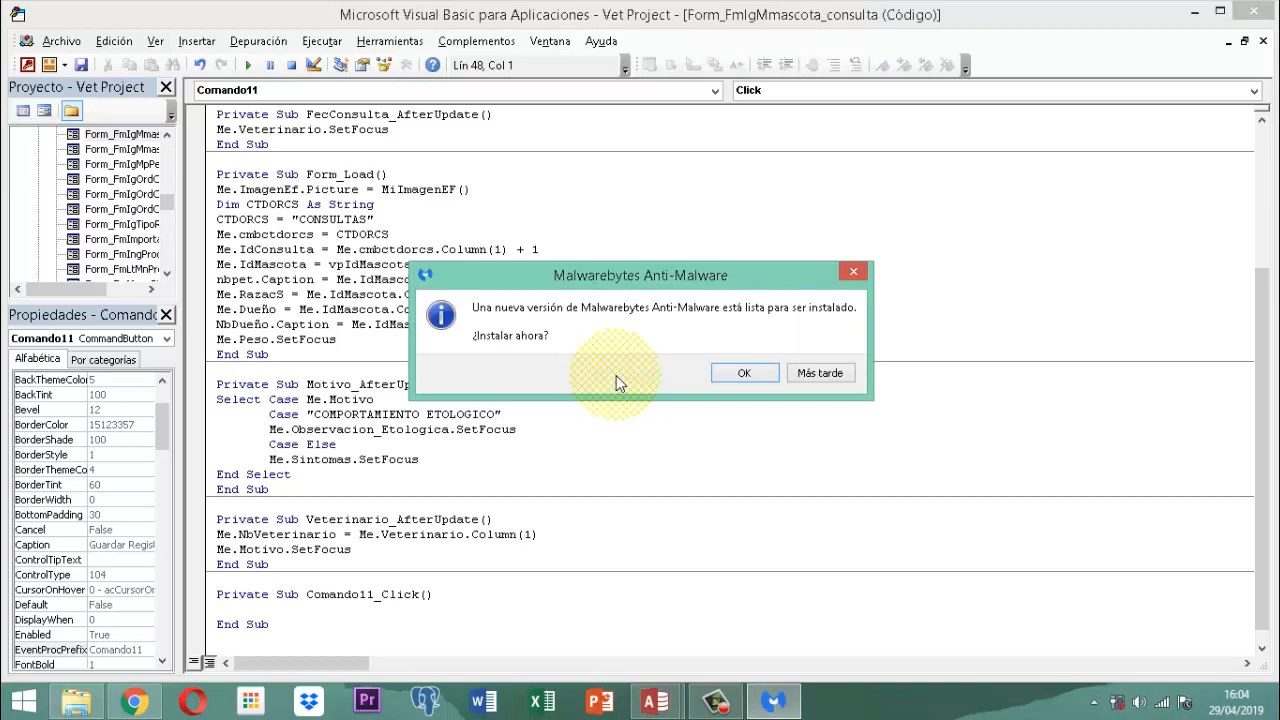 Microsoft Visual Basic para Aplicaciones - Vet Project - [Form_FmIgMmascota_consulta (Código)]
Archivo Edición Ver Insertar Depuración Ejecutar Herramientas Complementos Ventana Ayuda
Lín 48, Col 1
Proyecto - Vet Project
Form_FmIgMmas
Form_FmIgMmas
Form_FmIgMpPe
Form_FmIgOrdC
Form_FmIgOrdC
Form_FmIgOrdC
Form_FmIgTipoR
Form_FmImporta
Form_FmIngProc
Form_FmLtMnPr
Propiedades - Comando
Comando11 CommandButton
Alfabética Por categorías
BackThemeColor 5
BackTint 100
Bevel 12
BorderColor 15123357
BorderShade 100
BorderStyle 1
BorderThemeCo 4
BorderTint 60
BorderWidth 0
BottomPadding 30
Cancel False
Caption Guardar Regist
ControlTipText
ControlType 104
CursorOnHover 0 - acCursorOn
Default False
DisplayWhen 0
Enabled True
EventProcPrefix Comando11
FontBold 1
Comando11 Click
Private Sub FecConsulta_AfterUpdate()
Me.Veterinario.SetFocus
End Sub
Private Sub Form_Load()
Me.ImagenEf.Picture = MiImagenEF()
Dim CTDORCS As String
CTDORCS = "CONSULTAS"
Me.cmbctdorcs = CTDORCS
Me.IdConsulta = Me.cmbctdorcs.Column(1) + 1
Me.IdMascota = vpIdMascota
nbpet.Caption = Me.IdMasco
Me.RazacS = Me.IdMascota.Co
Me.Dueño = Me.IdMascota.Co
NbDueño.Caption = Me.IdMas
Me.Peso.SetFocus
End Sub
Private Sub Motivo_AfterUp
Select Case Me.Motivo
Case "COMPORTAMIENTO ETOLOGICO"
Me.Observacion_Etologica.SetFocus
Case Else
Me.Sintomas.SetFocus
End Select
End Sub
Private Sub Veterinario_AfterUpdate()
Me.NbVeterinario = Me.Veterinario.Column(1)
Me.Motivo.SetFocus
End Sub
Private Sub Comando11_Click()
End Sub
Malwarebytes Anti-Malware
Una nueva versión de Malwarebytes Anti-Malware está lista para ser instalado.
¿Instalar ahora?
OK Más tarde
Pr
16:04
29/04/2019